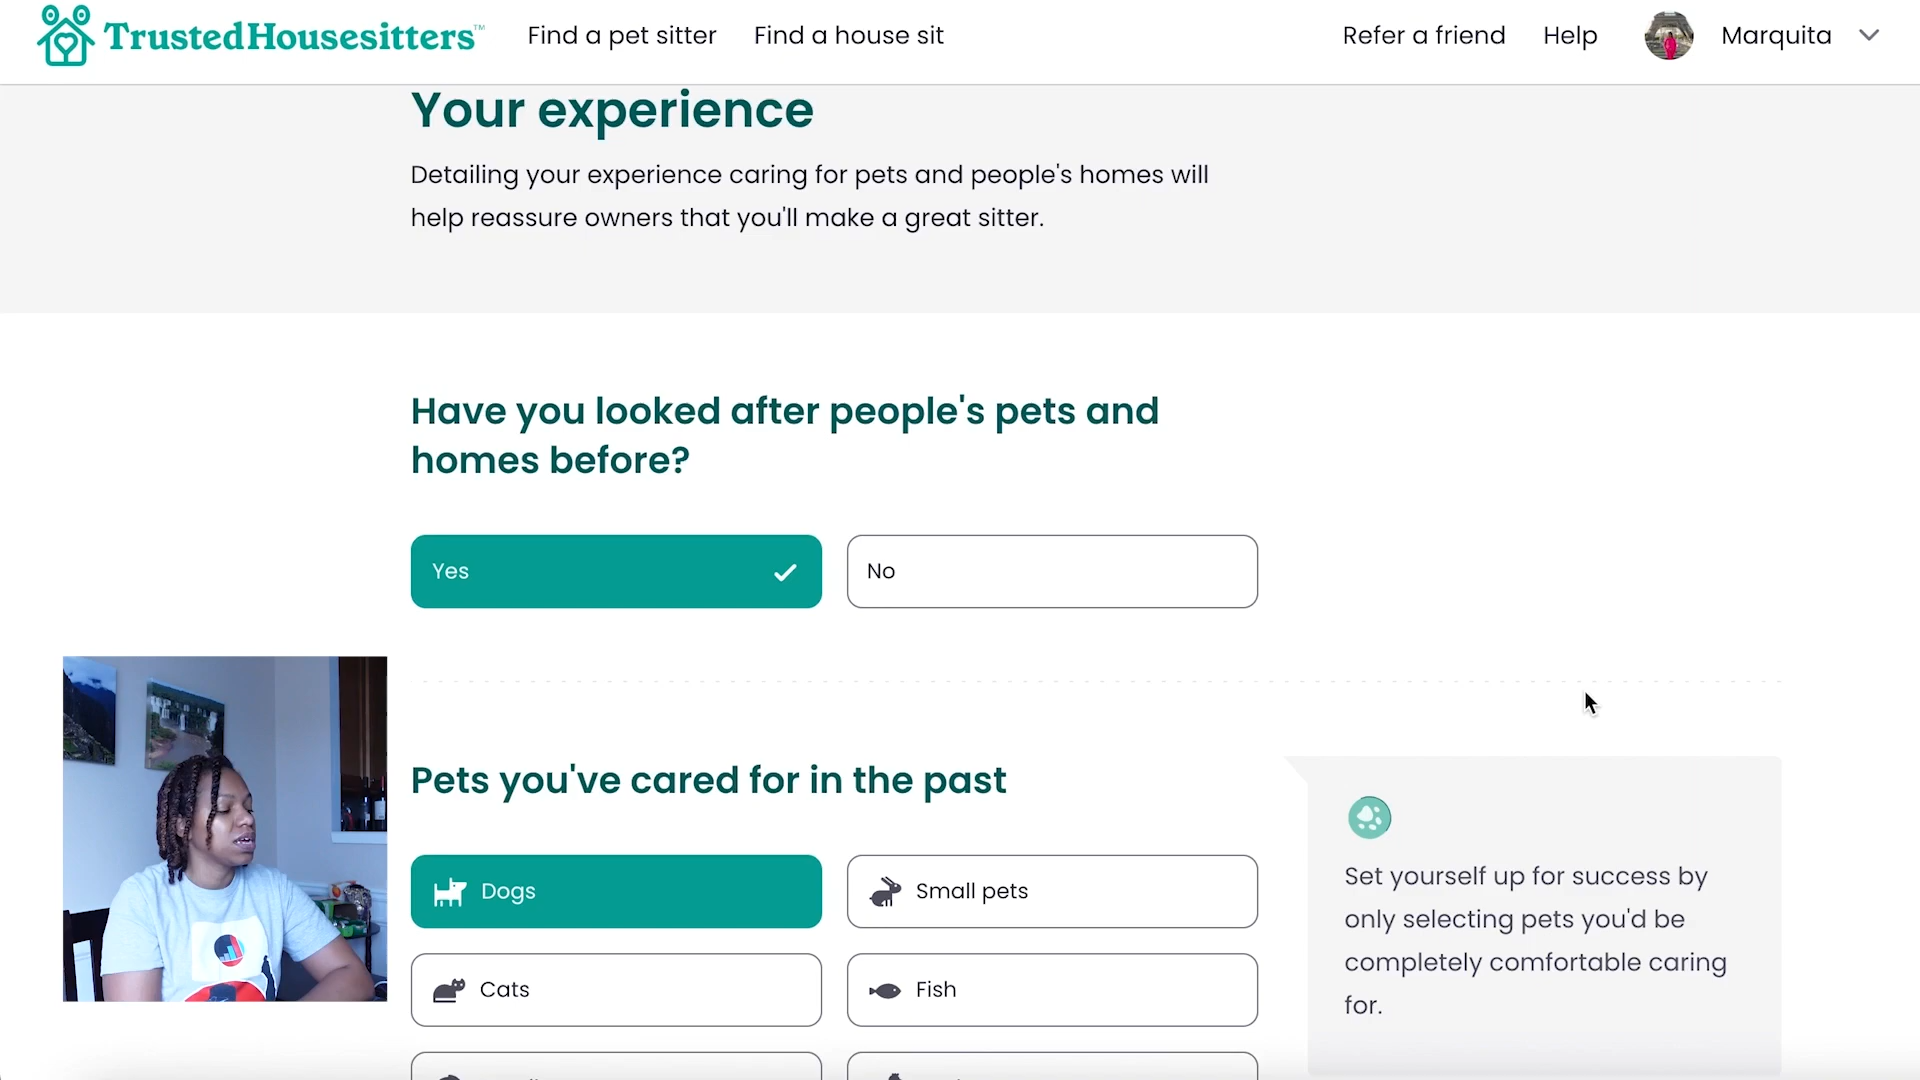 TrustedHousesitters™ Find a pet sitter Find a house sit Refer a friend Help Marquita
Your experience
Detailing your experience caring for pets and people's homes will
help reassure owners that you'll make a great sitter.
Have you looked after people's pets and
homes before?
Yes No
Pets you've cared for in the past
Dogs Small pets
Cats Fish
Set yourself up for success by
only selecting pets you'd be
completely comfortable caring
for.